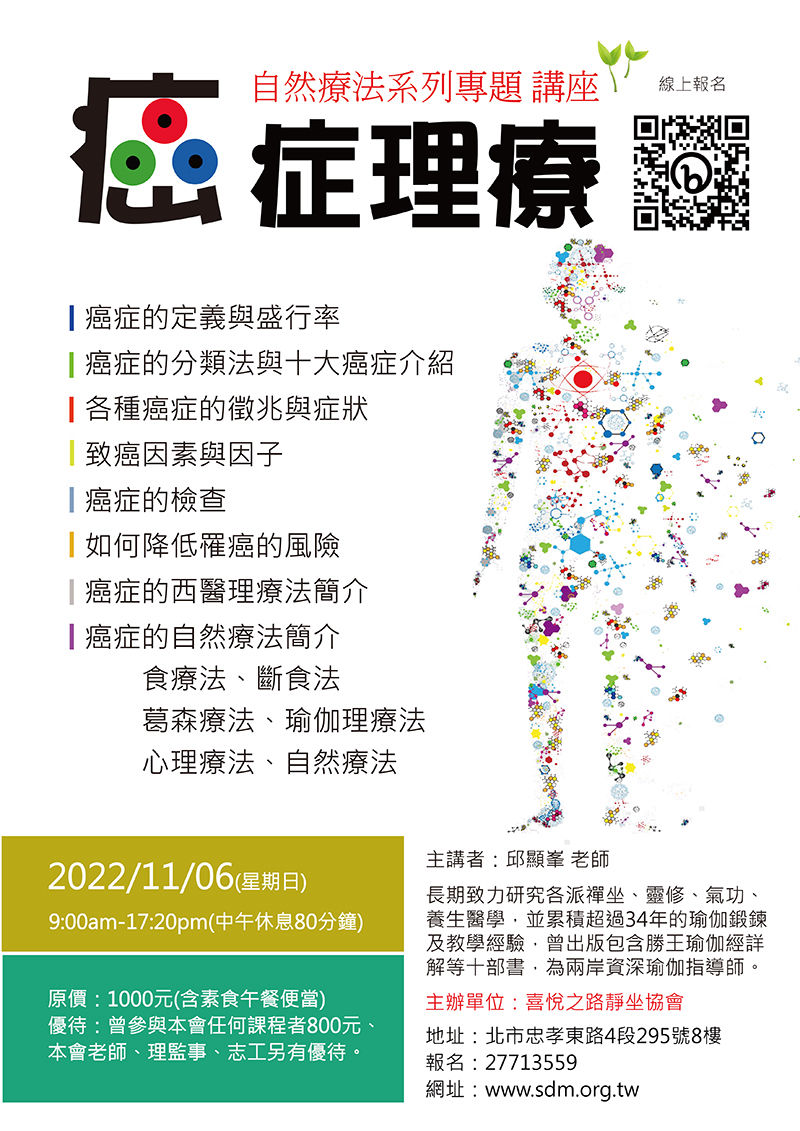 自然療法系列專題 講座
線上報名
癌症理療
癌症的定義與盛行率
癌症的分類法與十大癌症介紹
各種癌症的徵兆與症狀
致癌因素與因子
癌症的檢查
如何降低罹癌的風險
癌症的西醫理療法簡介
癌症的自然療法簡介
食療法、斷食法
葛森療法、瑜伽理療法
心理療法、自然療法
2022/11/06(星期日)
9:00am-17:20pm(中午休息80分鐘)
原價：1000元(含素食午餐便當)
優待：曾參與本會任何課程者800元、
本會老師、理監事、志工另有優待。
主講者：邱顯峯 老師
長期致力研究各派禪坐、靈修、氣功、
養生醫學，並累積超過34年的瑜伽鍛鍊
及教學經驗，曾出版包含勝王瑜伽經詳
解等十部書，為兩岸資深瑜伽指導師。
主辦單位：喜悅之路靜坐協會
地址：北市忠孝東路4段295號8樓
報名：27713559
網址：www.sdm.org.tw